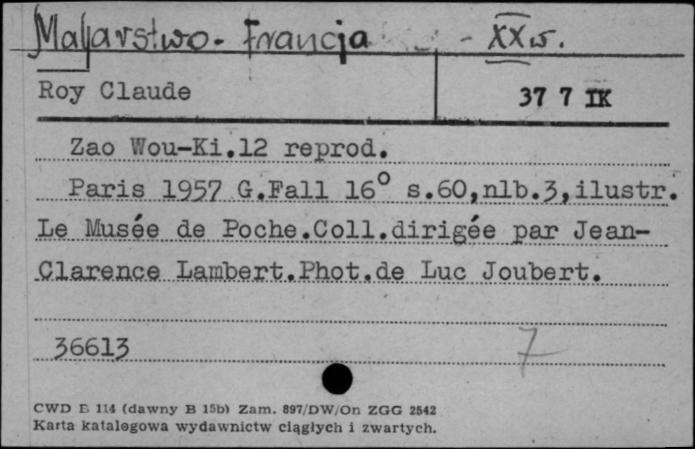 Malarstwo - Francja - XX w.
Roy Claude
37 7 IK
Zao Wou-Ki.12 reprod.
Paris 1957 G.Fall 16° s.60,nlb.3,ilustr.
Le Musée de Poche.Coll.dirigée par Jean-
Clarence Lambert.Phot.de Luc Joubert.
36613
7
CWD B 114 (dawny B 15b) Zam. 897/DW/On ZGG 2542
Karta katalogowa wydawnictw ciągłych i zwartych.